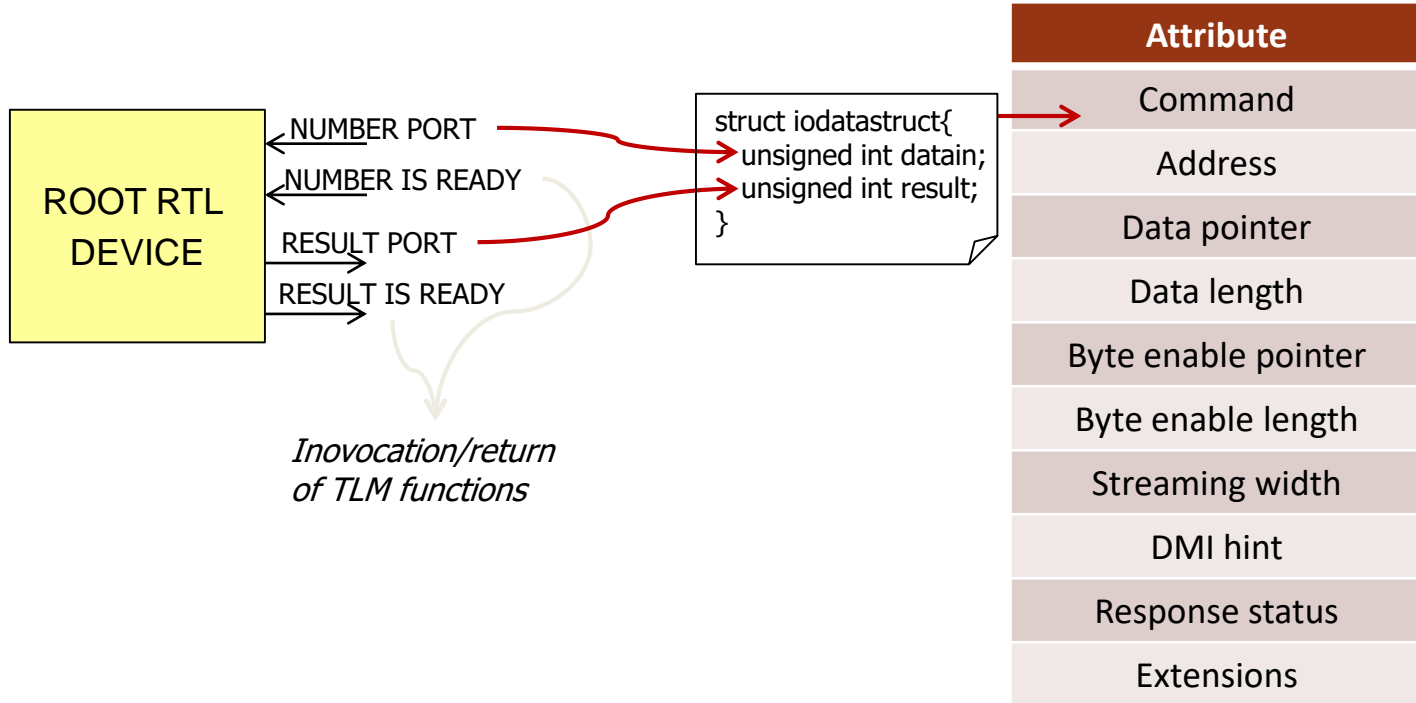 ROOT RTL
DEVICE
NUMBER PORT
NUMBER IS READY
RESULT PORT
RESULT IS READY
Inovocation/return
of TLM functions
struct iodatastruct{
unsigned int datain;
unsigned int result;
}
Attribute
Command
Address
Data pointer
Data length
Byte enable pointer
Byte enable length
Streaming width
DMI hint
Response status
Extensions